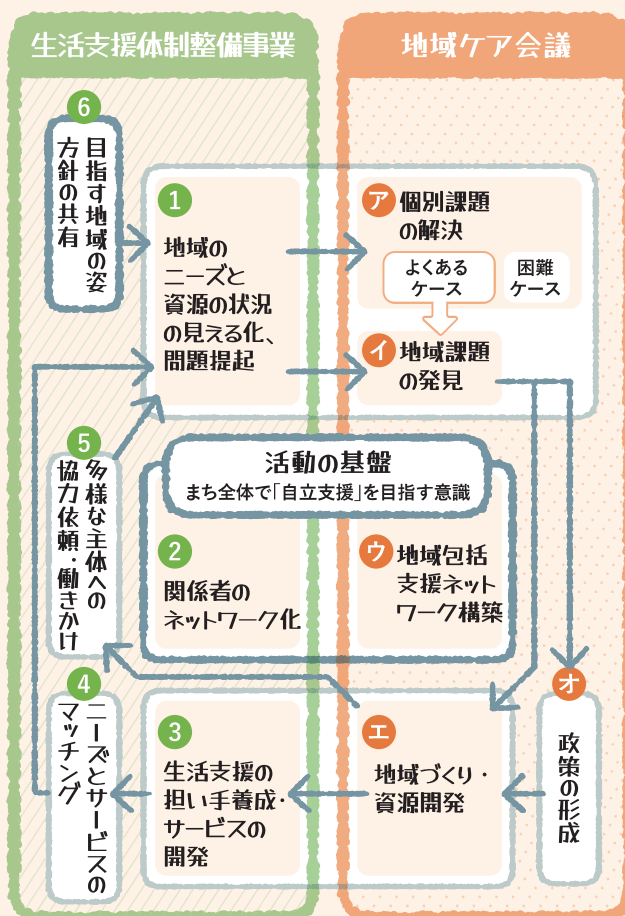 生活支援体制整備事業
地域ケア会議
6
目指す地域の姿
方針の共有
1
地域の
ニーズと
資源の状況
の見える化、
問題提起
ア 個別課題
の解決
よくある
ケース
困難
ケース
イ 地域課題
の発見
5
多様な主体への
協力依頼・働きかけ
活動の基盤
まち全体で「自立支援」を目指す意識
2
関係者の
ネットワーク化
ウ 地域包括
支援ネット
ワーク構築
4
ニーズとサービスの
マッチング
3
生活支援の
担い手養成・
サービスの
開発
エ
地域づくり・
資源開発
オ
政策の形成